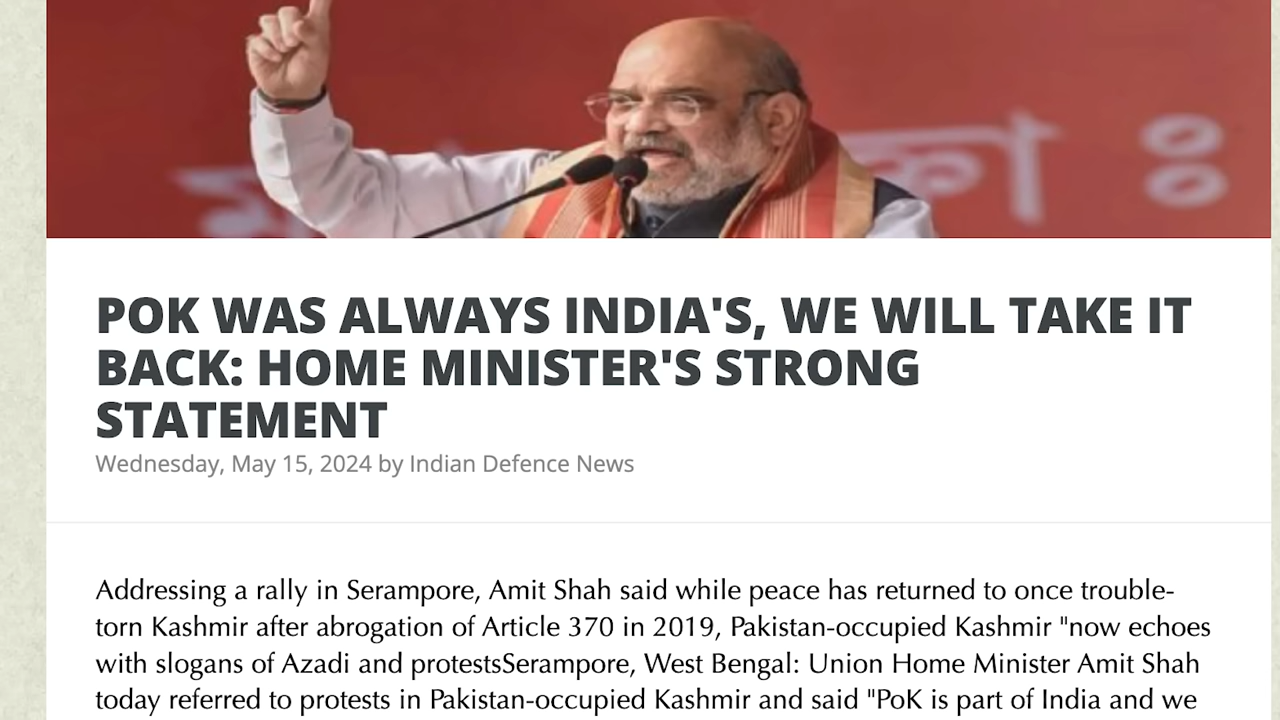 POK WAS ALWAYS INDIA'S, WE WILL TAKE IT
BACK: HOME MINISTER'S STRONG
STATEMENT
Wednesday, May 15, 2024 by Indian Defence News
Addressing a rally in Serampore, Amit Shah said while peace has returned to once trouble-
torn Kashmir after abrogation of Article 370 in 2019, Pakistan-occupied Kashmir "now echoes
with slogans of Azadi and protestsSerampore, West Bengal: Union Home Minister Amit Shah
today referred to protests in Pakistan-occupied Kashmir and said "PoK is part of India and we